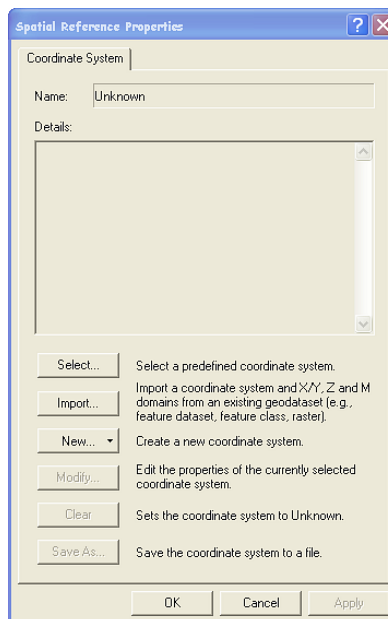 Spatial Reference Properties
Coordinate System
Name: Unknown
Details:
Select... Select a predefined coordinate system.
Import... Import a coordinate system and X/Y, Z and M
domains from an existing geodataset (e.g.,
feature dataset, feature class, raster).
New... Create a new coordinate system.
Modify... Edit the properties of the currently selected
coordinate system.
Clear Sets the coordinate system to Unknown.
Save As... Save the coordinate system to a file.
OK Cancel Apply